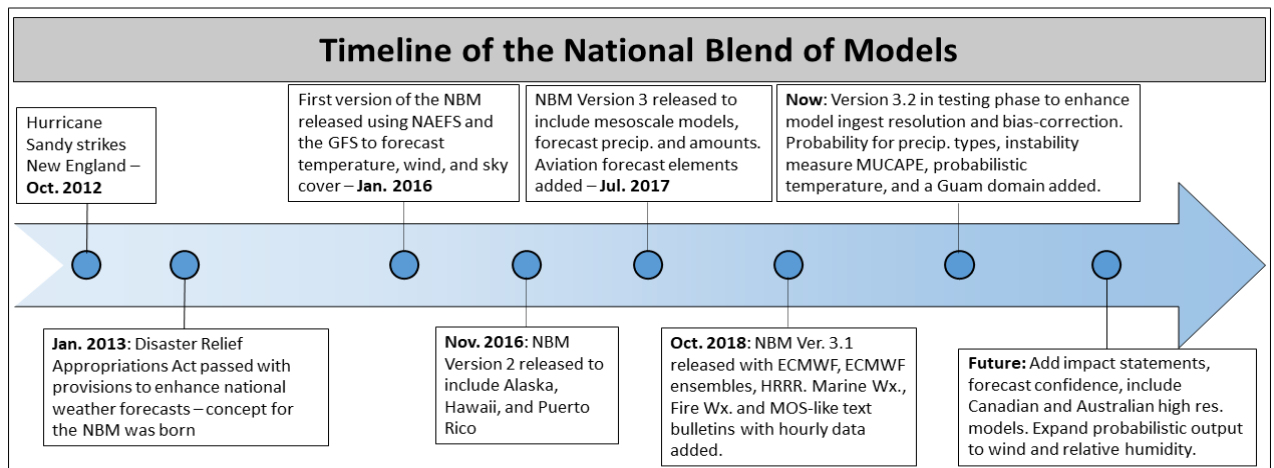 Timeline of the National Blend of Models
Hurricane
Sandy strikes
New England –
Oct. 2012
Jan. 2013: Disaster Relief
Appropriations Act passed with
provisions to enhance national
weather forecasts – concept for
the NBM was born
First version of the NBM
released using NAEFS and
the GFS to forecast
temperature, wind, and sky
cover – Jan. 2016
Nov. 2016: NBM
Version 2 released to
include Alaska,
Hawaii, and Puerto
Rico
NBM Version 3 released to
include mesoscale models,
forecast precip. and amounts.
Aviation forecast elements
added – Jul. 2017
Oct. 2018: NBM Ver. 3.1
released with ECMWF, ECMWF
ensembles, HRRR. Marine Wx.,
Fire Wx. and MOS-like text
bulletins with hourly data
added.
Now: Version 3.2 in testing phase to enhance
model ingest resolution and bias-correction.
Probability for precip. types, instability
measure MUCAPE, probabilistic
temperature, and a Guam domain added.
Future: Add impact statements,
forecast confidence, include
Canadian and Australian high res.
models. Expand probabilistic output
to wind and relative humidity.